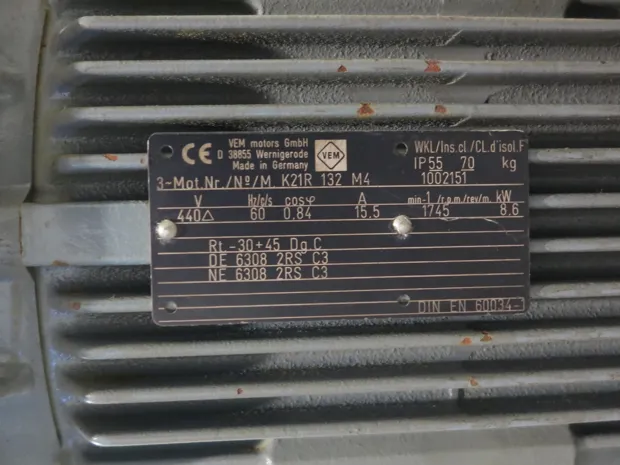 CE
VEM motors GmbH
D 38855 Wernigerode
Made in Germany
VEM
WKL/Ins.cl./CL.d'isol.F
IP55 70 kg
3-Mot.Nr./Nº/M K21R 132 M4 1002151
V Hz/c/s cosφ A min-1/r.p.m./rev/m. kW
440△ 60 0,84 15.5 1745 8.6
Rt -30+45 Dg.C
DE 6308 2RS C3
NE 6308 2RS C3
DIN EN 60034-